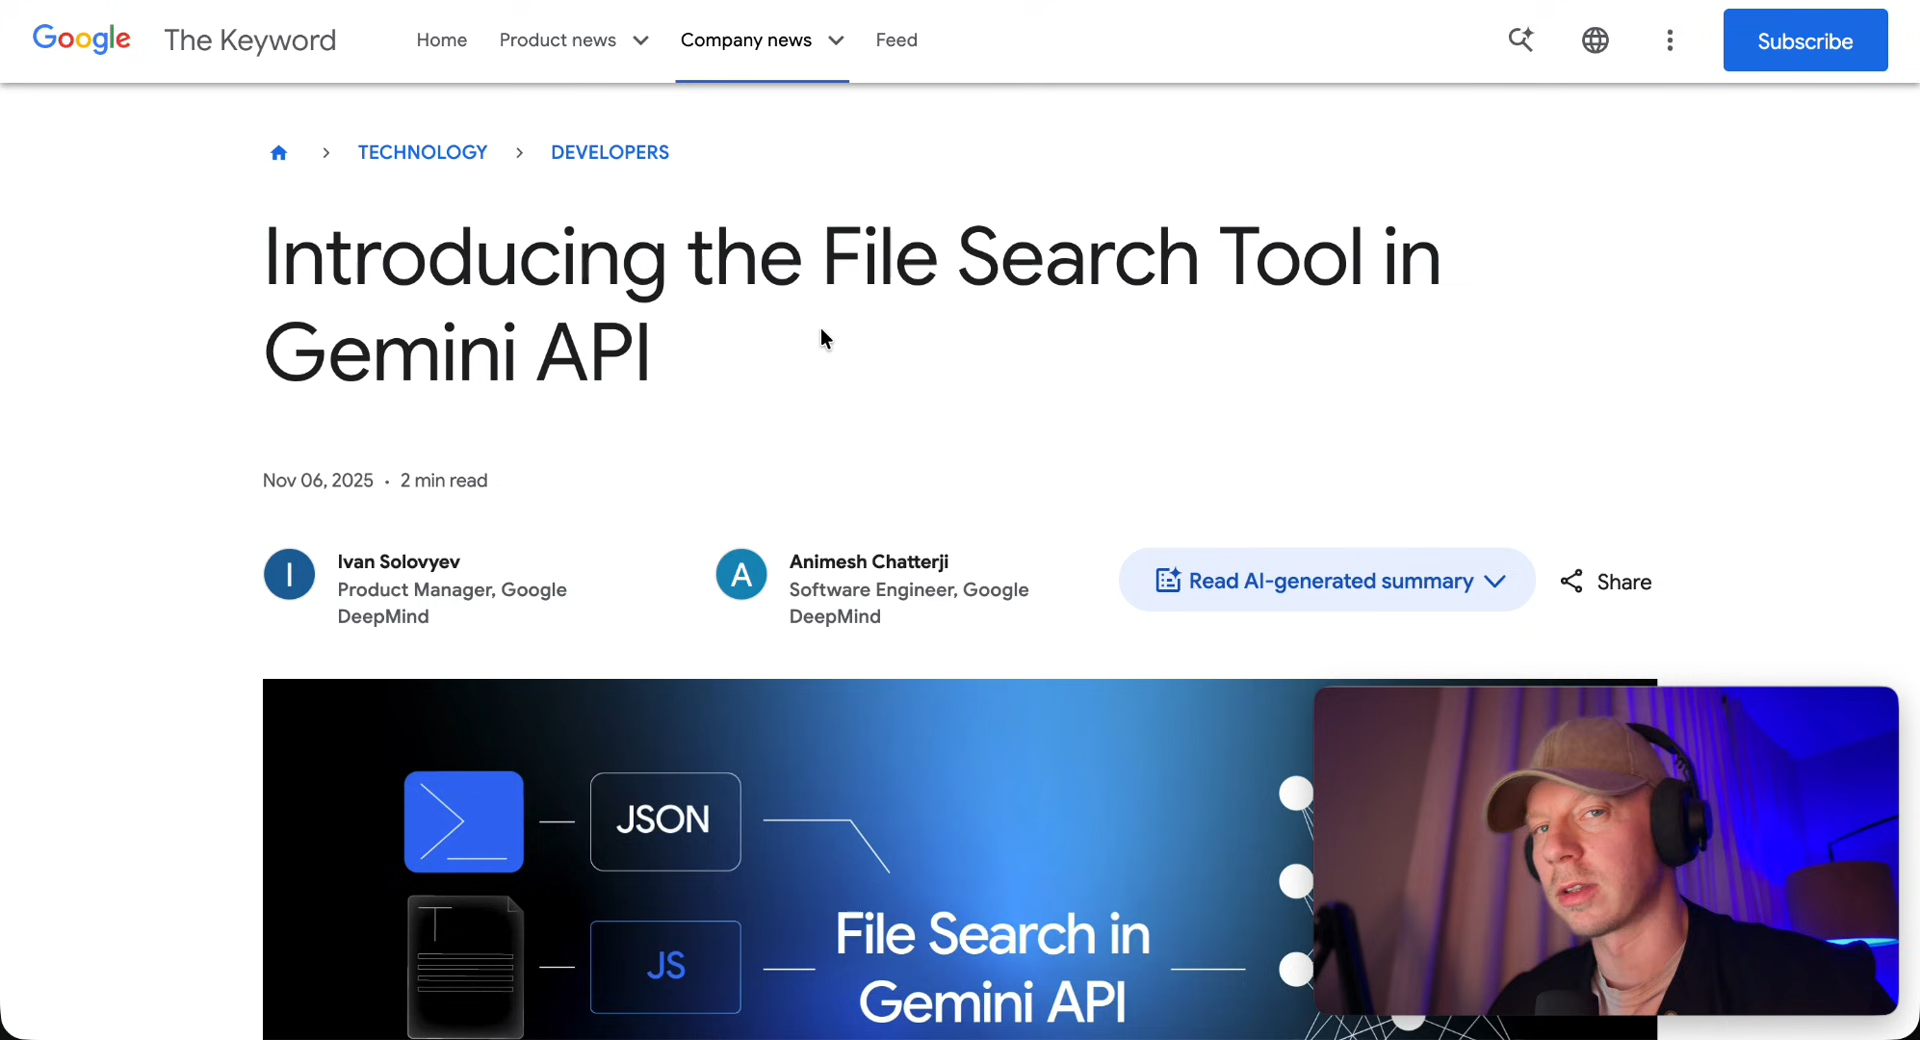 Google The Keyword Home Product news Company news Feed Subscribe
TECHNOLOGY DEVELOPERS
Introducing the File Search Tool in
Gemini API
Nov 06, 2025 • 2 min read
I Ivan Solovyev
Product Manager, Google
DeepMind
A Animesh Chatterji
Software Engineer, Google
DeepMind
Read AI-generated summary
Share
JSON
T
JS
File Search in
Gemini API